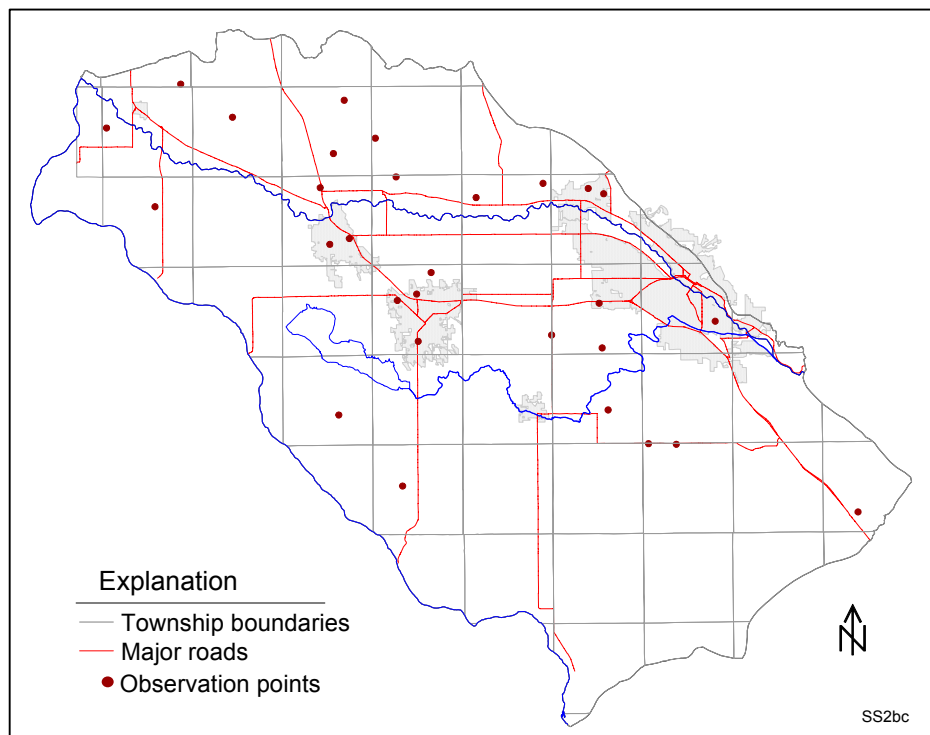 Explanation
Township boundaries
Major roads
Observation points
N
SS2bc